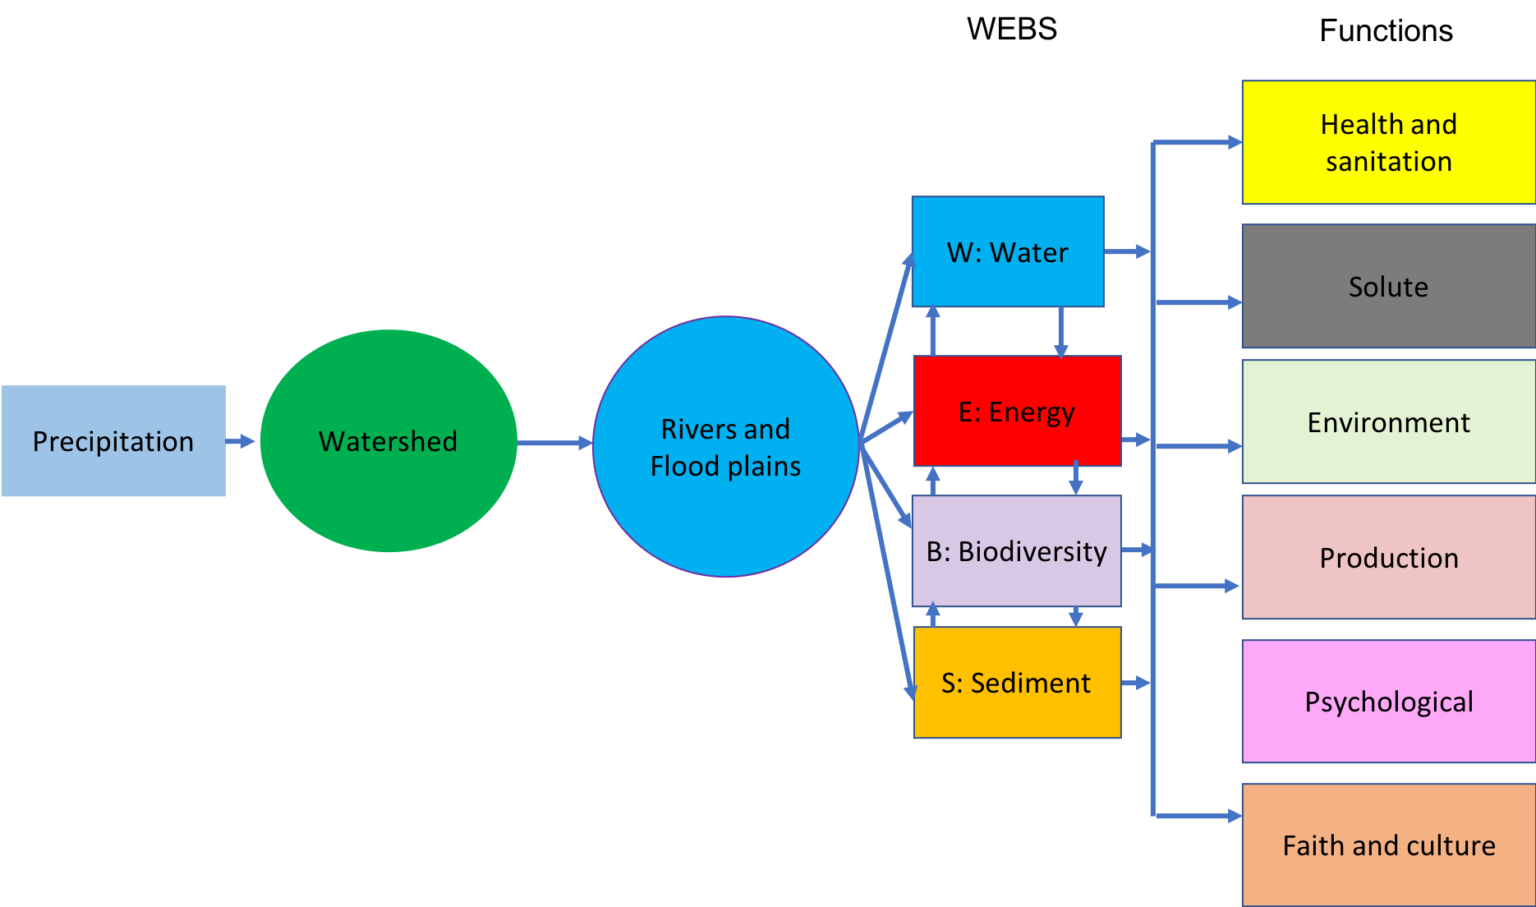 WEBS
Functions
Precipitation
Watershed
Rivers and
Flood plains
W: Water
E: Energy
B: Biodiversity
S: Sediment
Health and
sanitation
Solute
Environment
Production
Psychological
Faith and culture